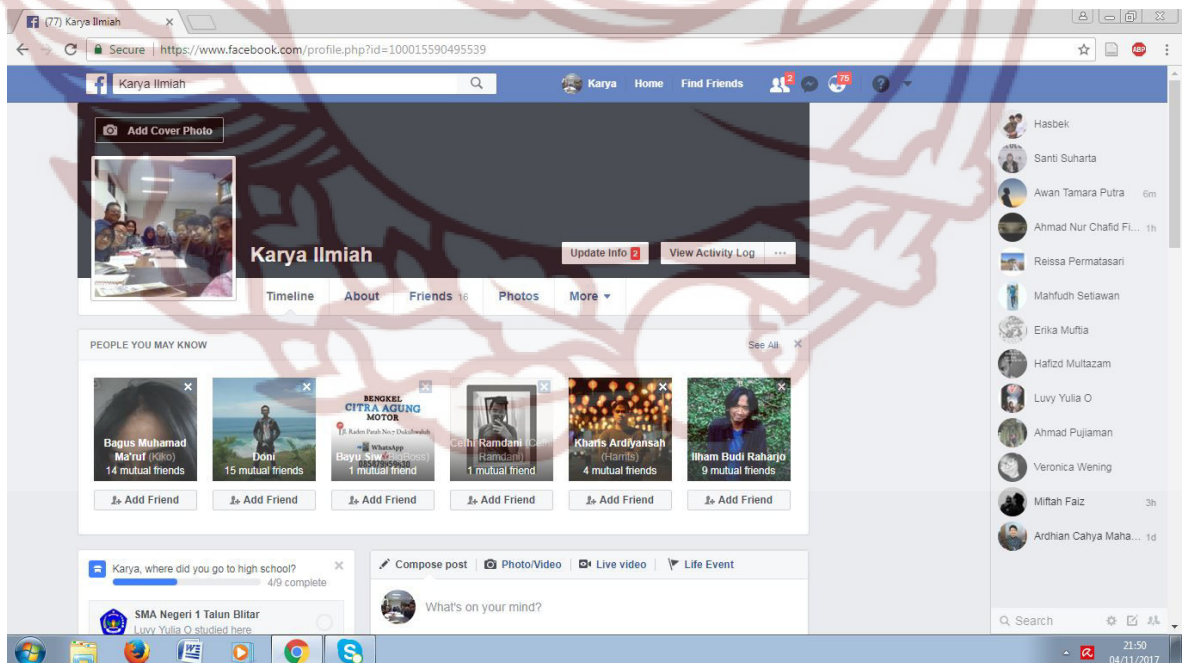 (77) Karya Ilmiah
Secure | https://www.facebook.com/profile.php?id=100015590495539
ABP
Karya Ilmiah
Karya Home Find Friends 2 75
Add Cover Photo
Karya Ilmiah
Update Info 2 View Activity Log
Timeline About Friends 16 Photos More
PEOPLE YOU MAY KNOW
See All
Bagus Muhamad
Ma'ruf (Kiko)
14 mutual friends
Add Friend
Doni
15 mutual friends
Add Friend
BENGKEL
CITRA AGUNG
MOTOR
WhatsApp
Bayu
1 mutual friend
Add Friend
Ramdani
Ramdani)
1 mutual friend
Add Friend
Kharis Ardiyansah
(Harrits)
4 mutual friends
Add Friend
Ilham Budi Raharjo
9 mutual friends
Add Friend
Karya, where did you go to high school?
4/9 complete
SMA Negeri 1 Talun Blitar
Luvy Yulia O studied here
Compose post Photo/Video Live video Life Event
What's on your mind?
Hasbek
Santi Suharta
Awan Tamara Putra 6m
Ahmad Nur Chafid Fi... 1h
Reissa Permatasari
Mahfudh Setiawan
Erika Muftia
Hafizd Multazam
Luvy Yulia O
Ahmad Pujiaman
Veronica Wening
Miftah Faiz 3h
Ardhian Cahya Maha... 1d
Search
21:50
04/11/2017